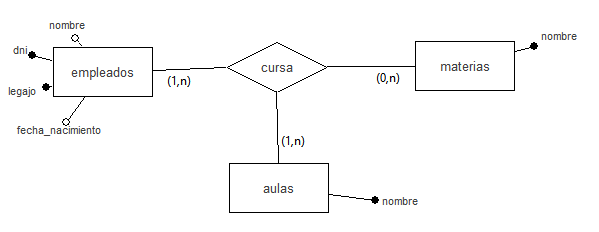 nombre
dni
empleados
legajo
fecha_nacimiento
(1,n)
cursa
(0,n)
materias
nombre
(1,n)
aulas
nombre